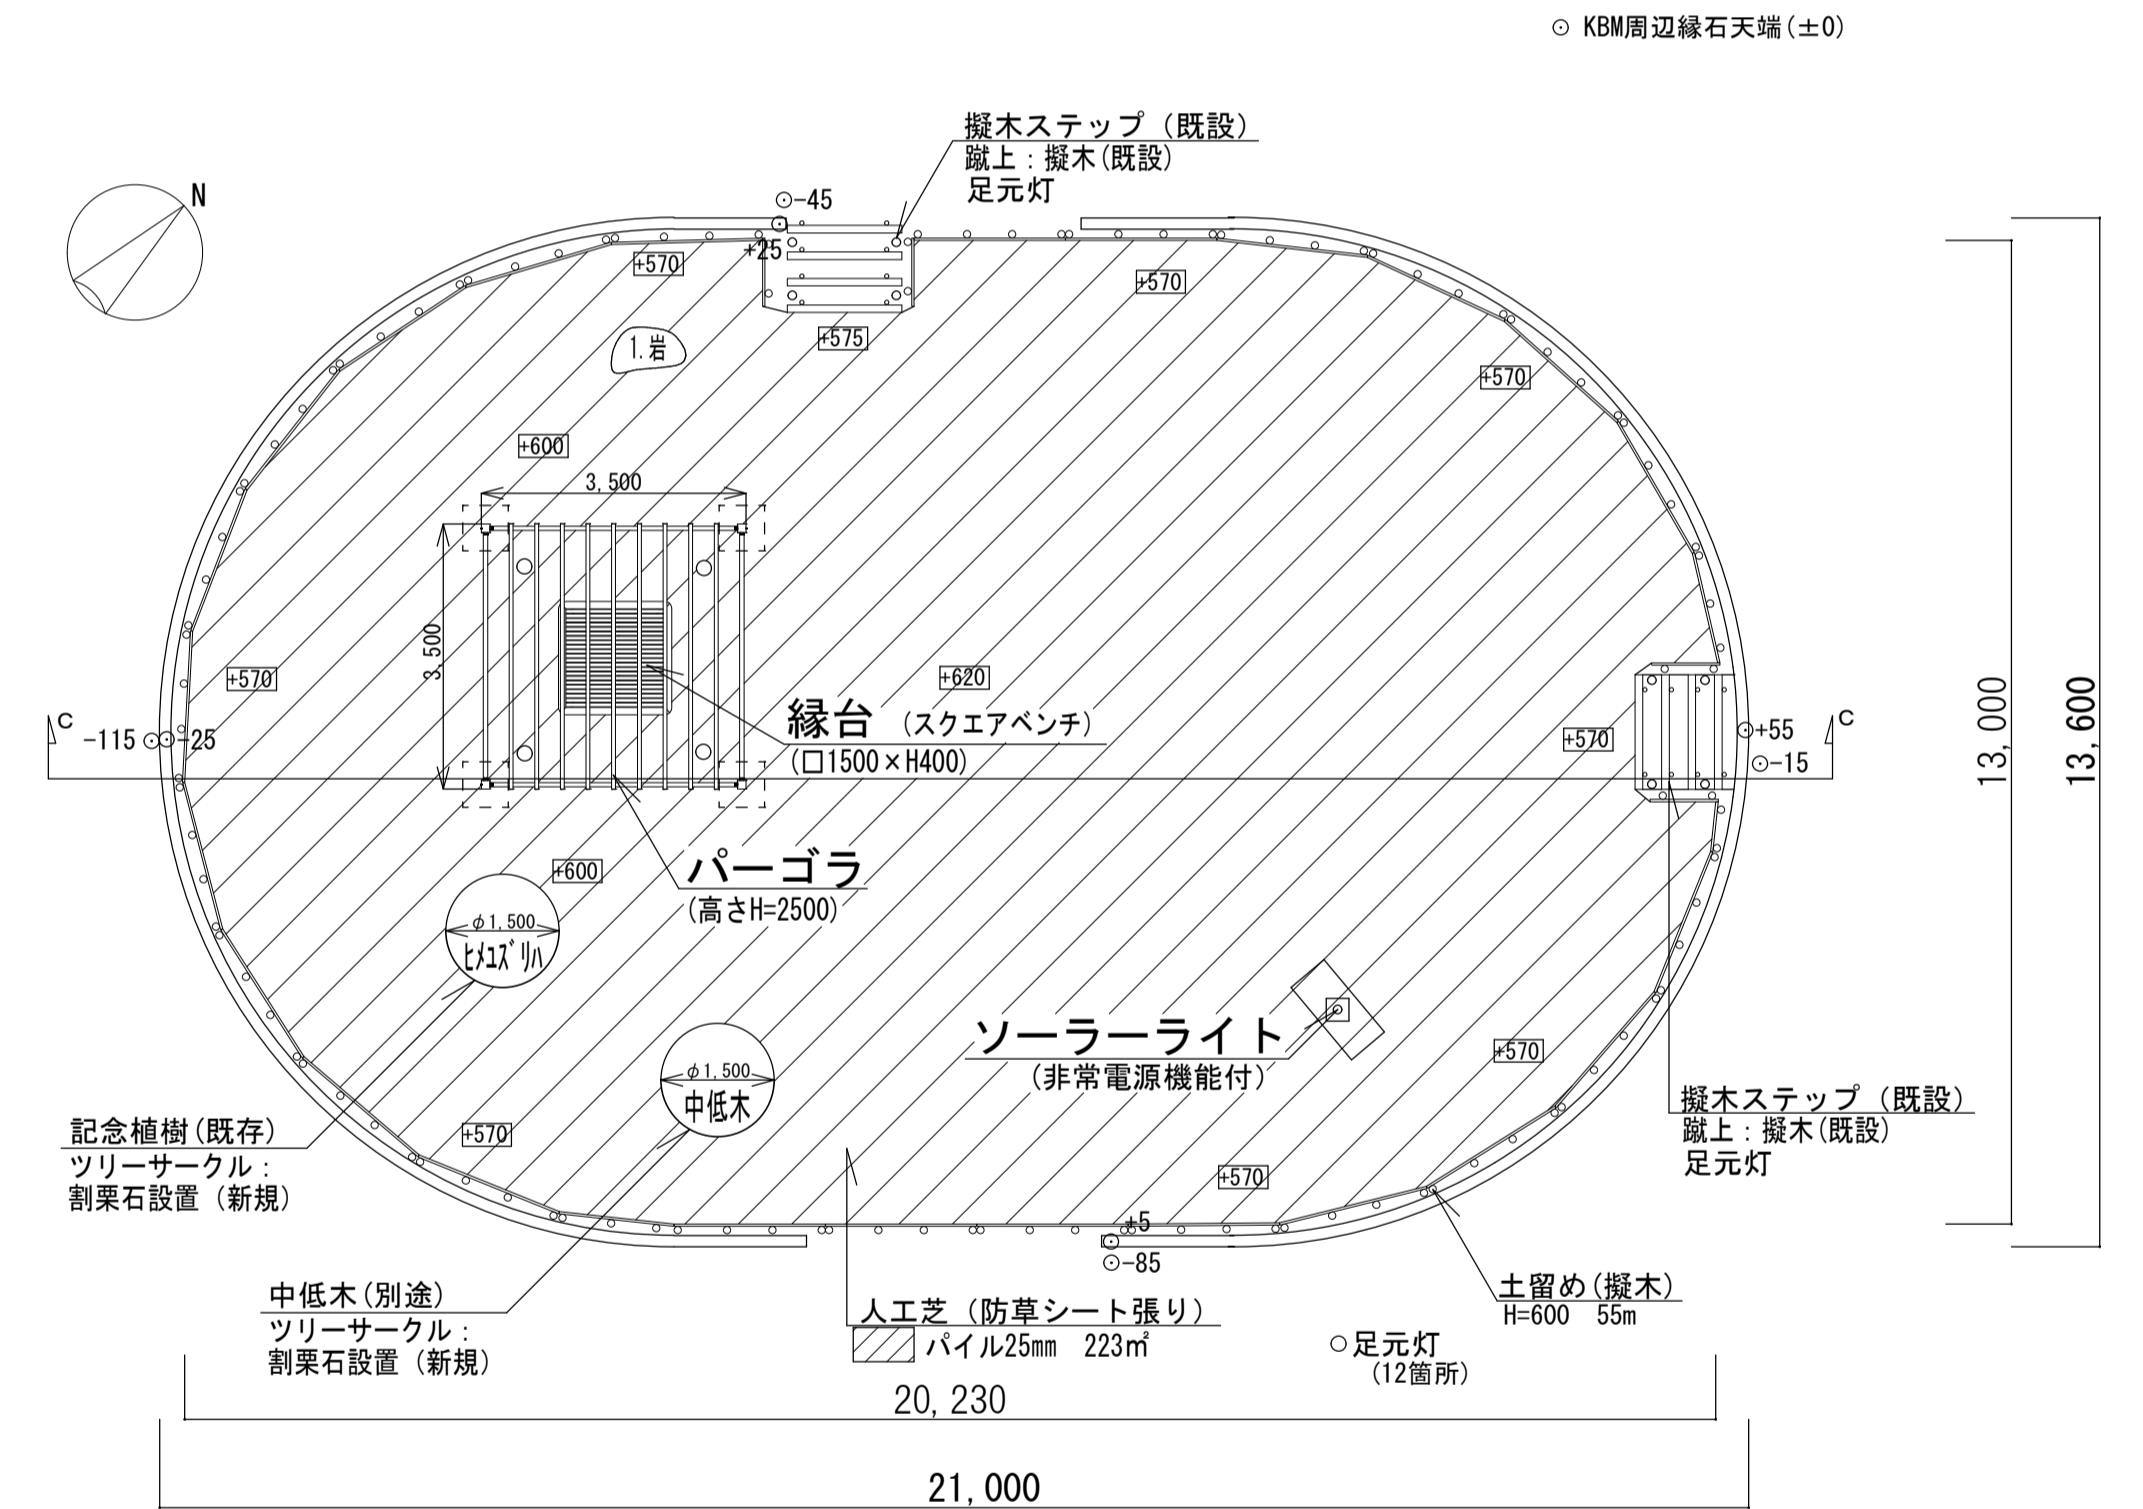 KBM周辺縁石天端(±0)
擬木ステップ（既設）
蹴上：擬木(既設)
足元灯
N
-45
+25
+570
+570
+575
1.岩
+570
+600
3,500
3,500
+570
+620
縁台 （スクエアベンチ）
(□1500×H400)
C
-115
-25
+570
+55
-15
C
13,000
13,600
パーゴラ
(高さH=2500)
+600
φ1,500
ﾋﾒﾕｽﾞﾘﾊ
ソーラーライト
（非常電源機能付）
φ1,500
中低木
+570
+570
+570
擬木ステップ（既設）
蹴上：擬木(既設)
足元灯
記念植樹(既存)
ツリーサークル：
割栗石設置（新規）
+5
-85
中低木(別途)
ツリーサークル：
割栗石設置（新規）
人工芝（防草シート張り）
パイル25mm 223㎡
土留め(擬木)
H=600 55m
○足元灯
(12箇所)
20,230
21,000